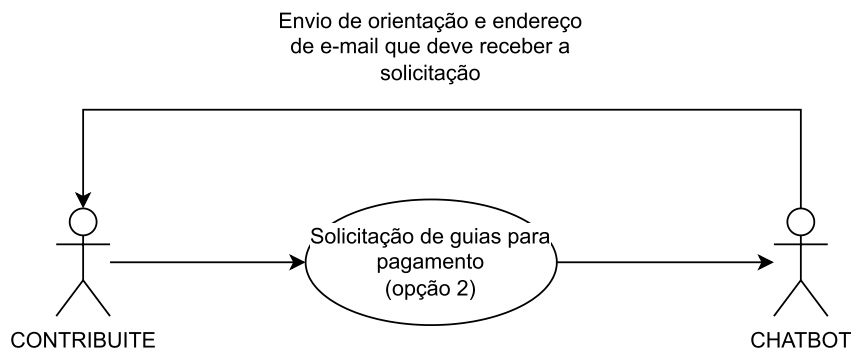 Envio de orientação e endereço
de e-mail que deve receber a
solicitação
Solicitação de guias para
pagamento
(opção 2)
CONTRIBUITE
CHATBOT